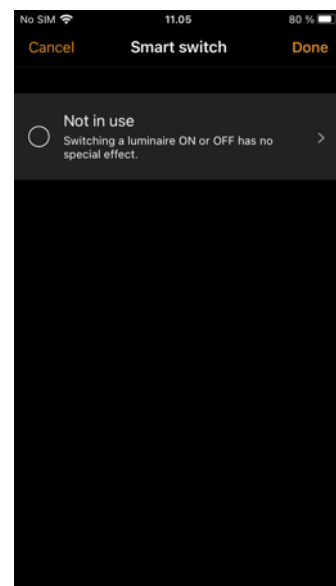 No SIM 11.05 80 %
Cancel Smart switch Done
Not in use
Switching a luminaire ON or OFF has no
special effect.